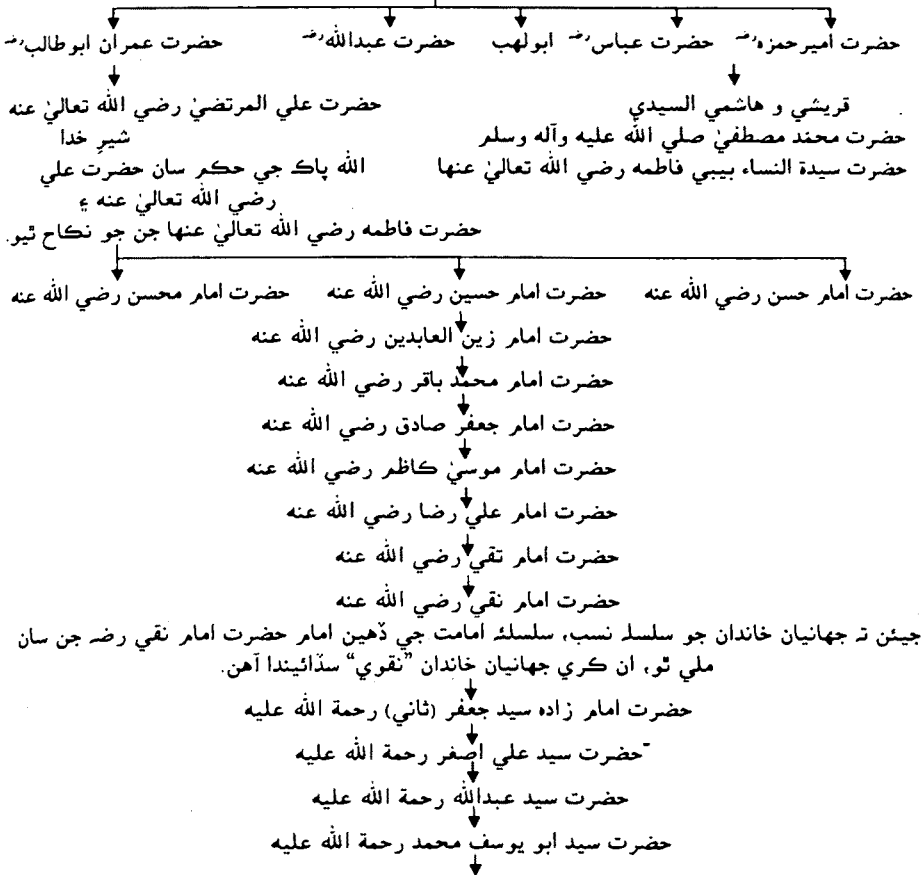 حضرت امير حمزه رضه حضرت عباس رضه ابولهب حضرت عبدالله رضه حضرت عمران ابوطالب رضه
قريشي و هاشمي السيدي حضرت علي المرتضيٰ رضي الله تعاليٰ عنه
حضرت محمد مصطفيٰ صلي الله عليه وآله وسلم شيرِ خدا
حضرت سيدة النساء بيبي فاطمه رضي الله تعاليٰ عنها الله پاڪ جي حڪم سان حضرت علي
رضي الله تعاليٰ عنه ۽
حضرت فاطمه رضي الله تعاليٰ عنها جن جو نڪاح ٿيو.
حضرت امام حسن رضي الله عنه حضرت امام حسين رضي الله عنه حضرت امام محسن رضي الله عنه
حضرت امام زين العابدين رضي الله عنه
حضرت امام محمد باقر رضي الله عنه
حضرت امام جعفر صادق رضي الله عنه
حضرت امام موسيٰ ڪاظم رضي الله عنه
حضرت امام علي رضا رضي الله عنه
حضرت امام تقي رضي الله عنه
حضرت امام نقي رضي الله عنه
جيئن ته جهانيان خاندان جو سلسله نسب، سلسلئه امامت جي ڏهين امام حضرت امام نقي رضه جن سان
ملي ٿو، ان ڪري جهانيان خاندان ”نقوي“ سڏائيندا آهن.
حضرت امام زاده سيد جعفر (ثاني) رحمة الله عليه
حضرت سيد علي اصغر رحمة الله عليه
حضرت سيد عبدالله رحمة الله عليه
حضرت سيد ابو يوسف محمد رحمة الله عليه